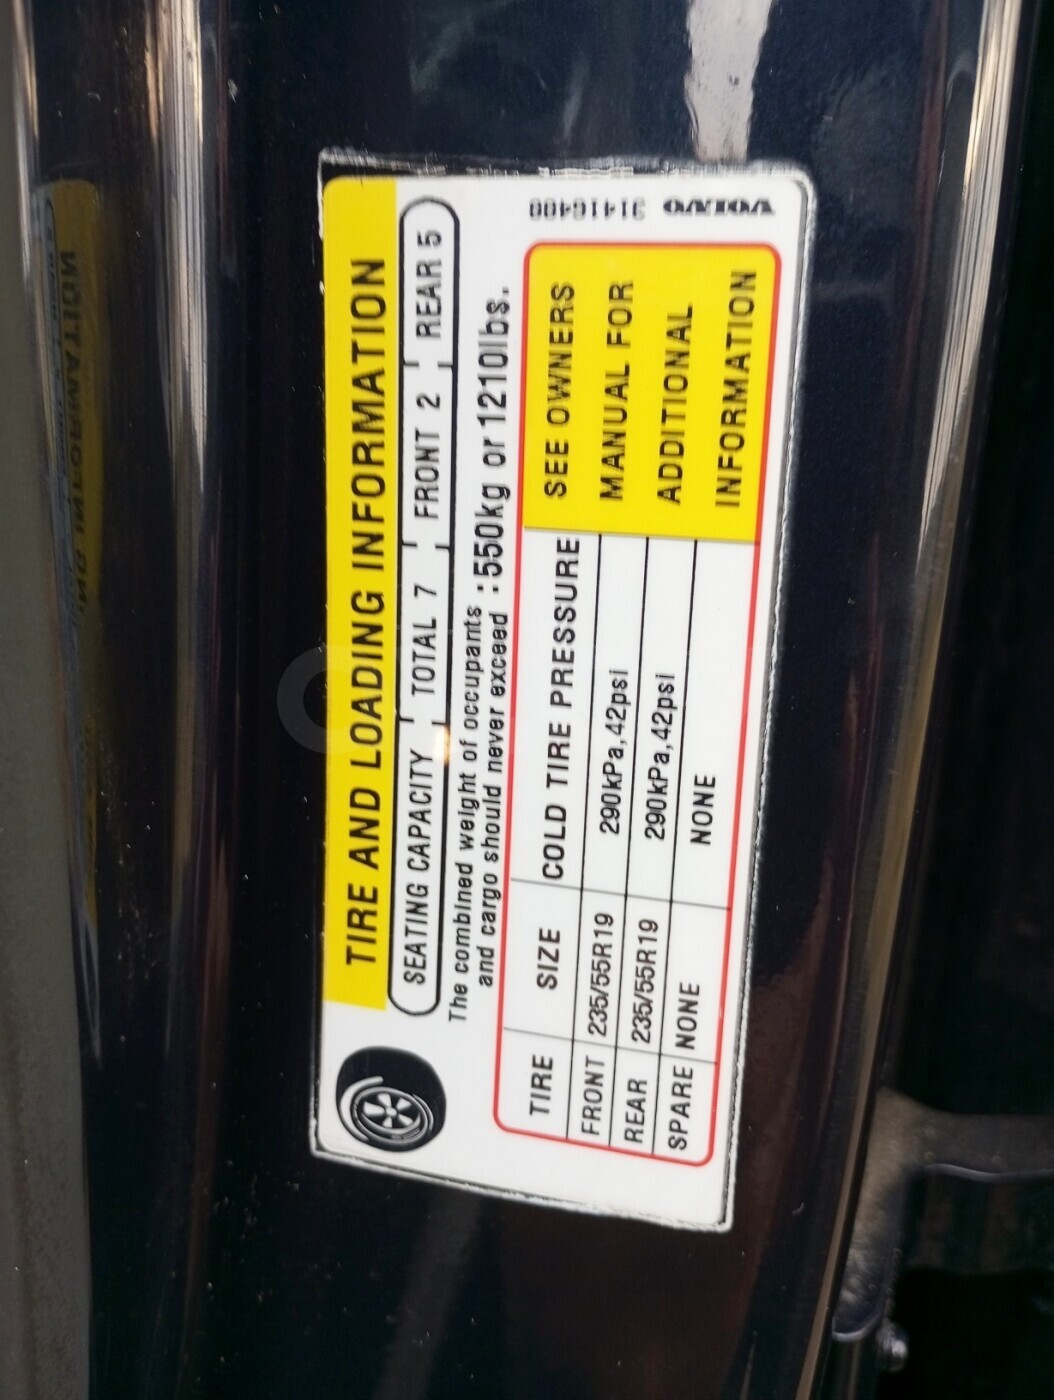 TIRE AND LOADING INFORMATION
SEATING CAPACITY TOTAL 7 FRONT 2 REAR 5
The combined weight of occupants
and cargo should never exceed :550kg or 1210lbs.
TIRE SIZE COLD TIRE PRESSURE
FRONT 235/55R19 290kPa,42psi
REAR 235/55R19 290kPa,42psi
SPARE NONE NONE
SEE OWNERS
MANUAL FOR
ADDITIONAL
INFORMATION
VOLVO